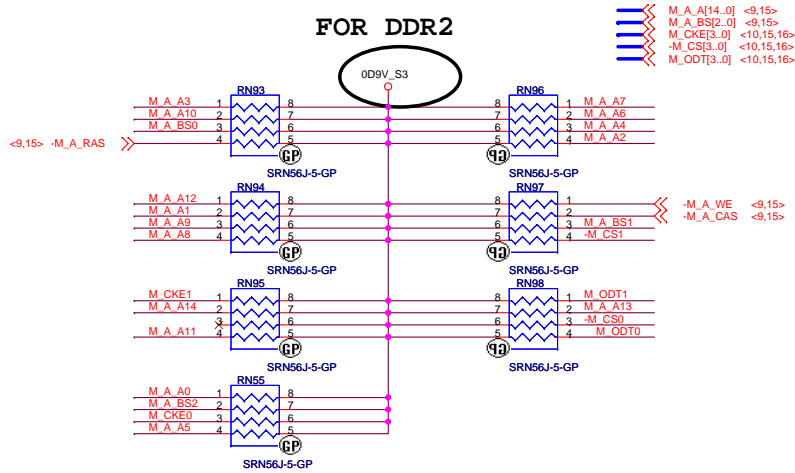 FOR DDR2
M_A_A[14..0] <9,15>
M_A_BS[2..0] <9,15>
M_CKE[3..0] <10,15,16>
-M_CS[3..0] <10,15,16>
M_ODT[3..0] <10,15,16>
0D9V_S3
RN93 RN96
M_A_A3 1 8 8 1 M_A_A7
M_A_A10 2 7 7 2 M_A_A6
M_A_BS0 3 6 6 3 M_A_A4
<9,15> -M_A_RAS 4 5 5 4 M_A_A2
GP GP
SRN56J-5-GP SRN56J-5-GP
RN94 RN97
M_A_A12 1 8 8 1 -M_A_WE <9,15>
M_A_A1 2 7 7 2 -M_A_CAS <9,15>
M_A_A9 3 6 6 3 M_A_BS1
M_A_A8 4 5 5 4 -M_CS1
GP GP
SRN56J-5-GP SRN56J-5-GP
RN95 RN98
M_CKE1 1 8 8 1 M_ODT1
M_A_A14 2 7 7 2 M_A_A13
3 6 6 3 -M_CS0
M_A_A11 4 5 5 4 M_ODT0
GP GP
SRN56J-5-GP SRN56J-5-GP
RN55
M_A_A0 1 8
M_A_BS2 2 7
M_CKE0 3 6
M_A_A5 4 5
GP
SRN56J-5-GP